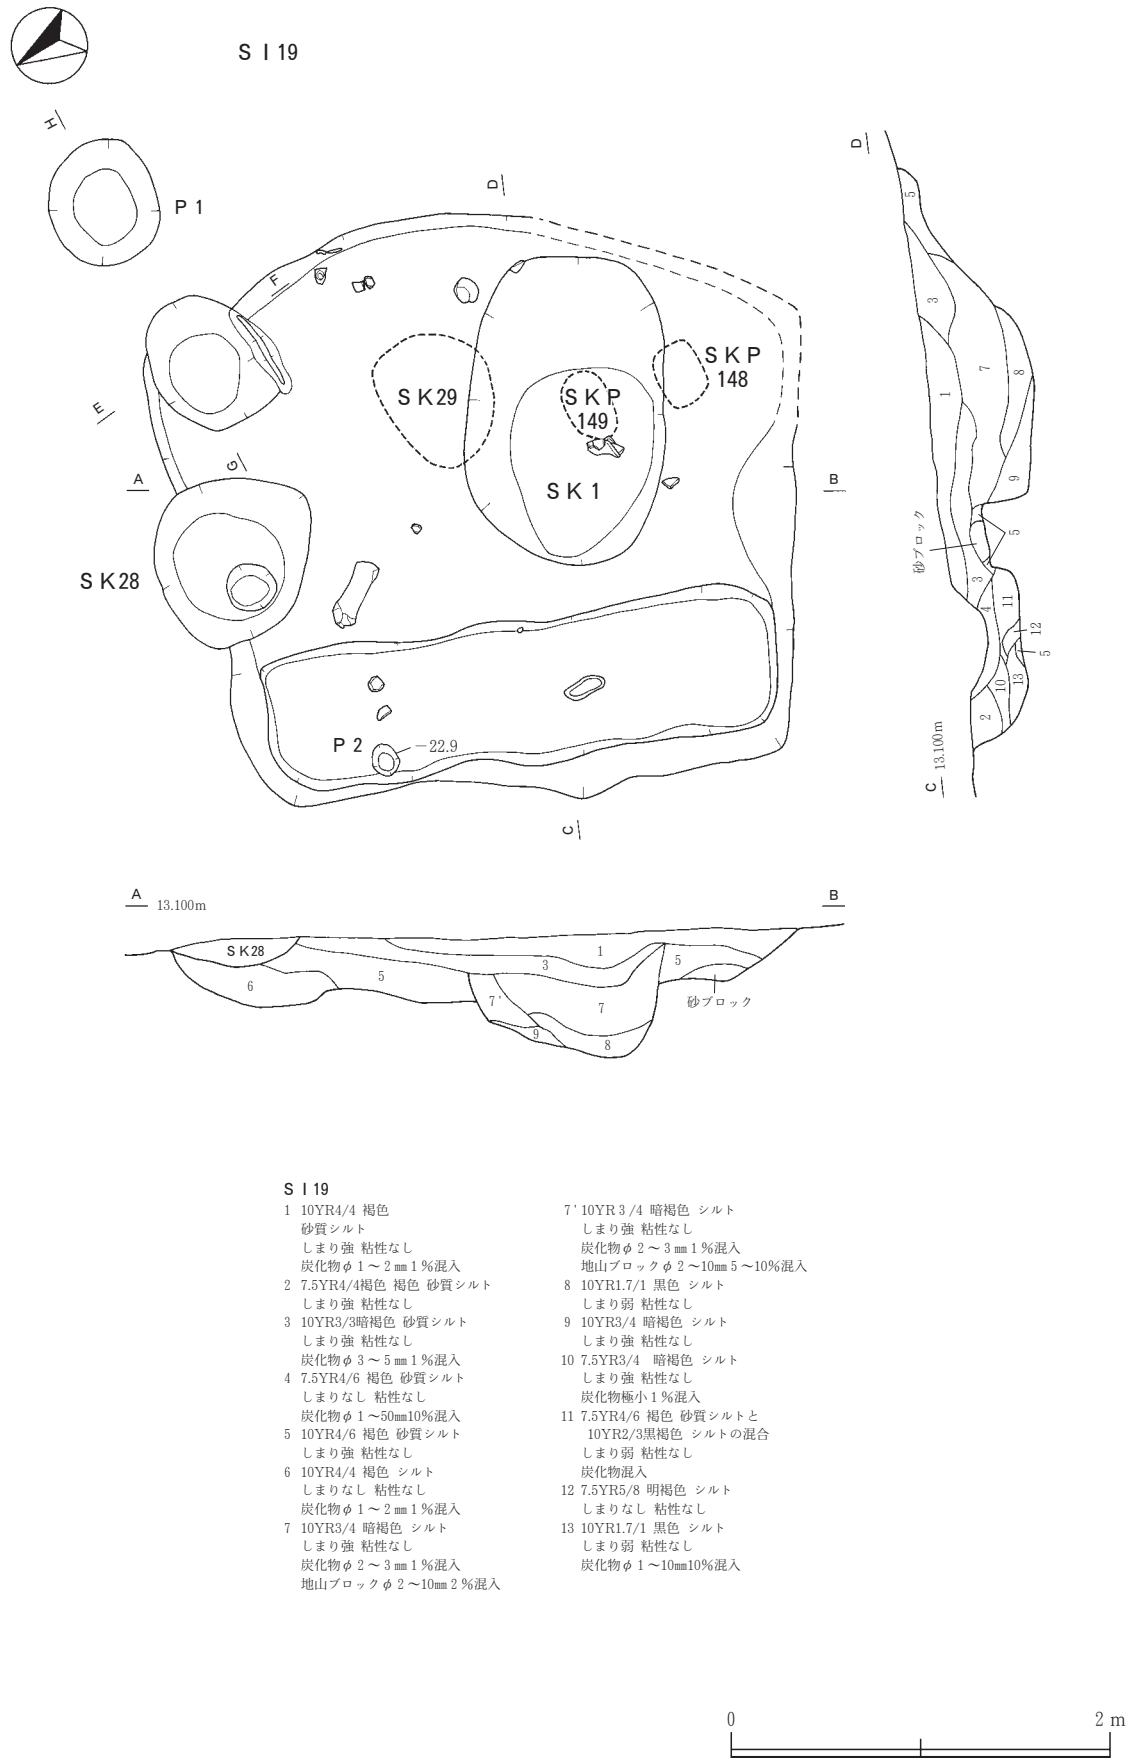 S I 19
H
P 1
D
F
SKP
148
SK29
SKP
149
E
G
A
B
SK1
SK28
P 2
－22.9
C
D
5
3
7
8
1
9
砂ブロック
5
3
4
11
12
5
10
13
2
C 13.100m
A 13.100m
B
SK28
1
3
5
5
6
7'
7
9
8
砂ブロック
S I 19
1 10YR4/4 褐色
砂質シルト
しまり強 粘性なし
炭化物φ１～２㎜１％混入
2 7.5YR4/4褐色 褐色 砂質シルト
しまり強 粘性なし
3 10YR3/3暗褐色 砂質シルト
しまり強 粘性なし
炭化物φ３～５㎜１％混入
4 7.5YR4/6 褐色 砂質シルト
しまりなし 粘性なし
炭化物φ１～50㎜10％混入
5 10YR4/6 褐色 砂質シルト
しまり強 粘性なし
6 10YR4/4 褐色 シルト
しまりなし 粘性なし
炭化物φ１～２㎜１％混入
7 10YR3/4 暗褐色 シルト
しまり強 粘性なし
炭化物φ２～３㎜１％混入
地山ブロックφ２～10㎜２％混入
7' 10YR３/4 暗褐色 シルト
しまり強 粘性なし
炭化物φ２～３㎜１％混入
地山ブロックφ２～10㎜５～10％混入
8 10YR1.7/1 黒色 シルト
しまり弱 粘性なし
9 10YR3/4 暗褐色 シルト
しまり強 粘性なし
10 7.5YR3/4　暗褐色 シルト
しまり強 粘性なし
炭化物極小１％混入
11 7.5YR4/6 褐色 砂質シルトと
10YR2/3黒褐色 シルトの混合
しまり弱 粘性なし
炭化物混入
12 7.5YR5/8 明褐色 シルト
しまりなし 粘性なし
13 10YR1.7/1 黒色 シルト
しまり弱 粘性なし
炭化物φ１～10㎜10％混入
0 2 m